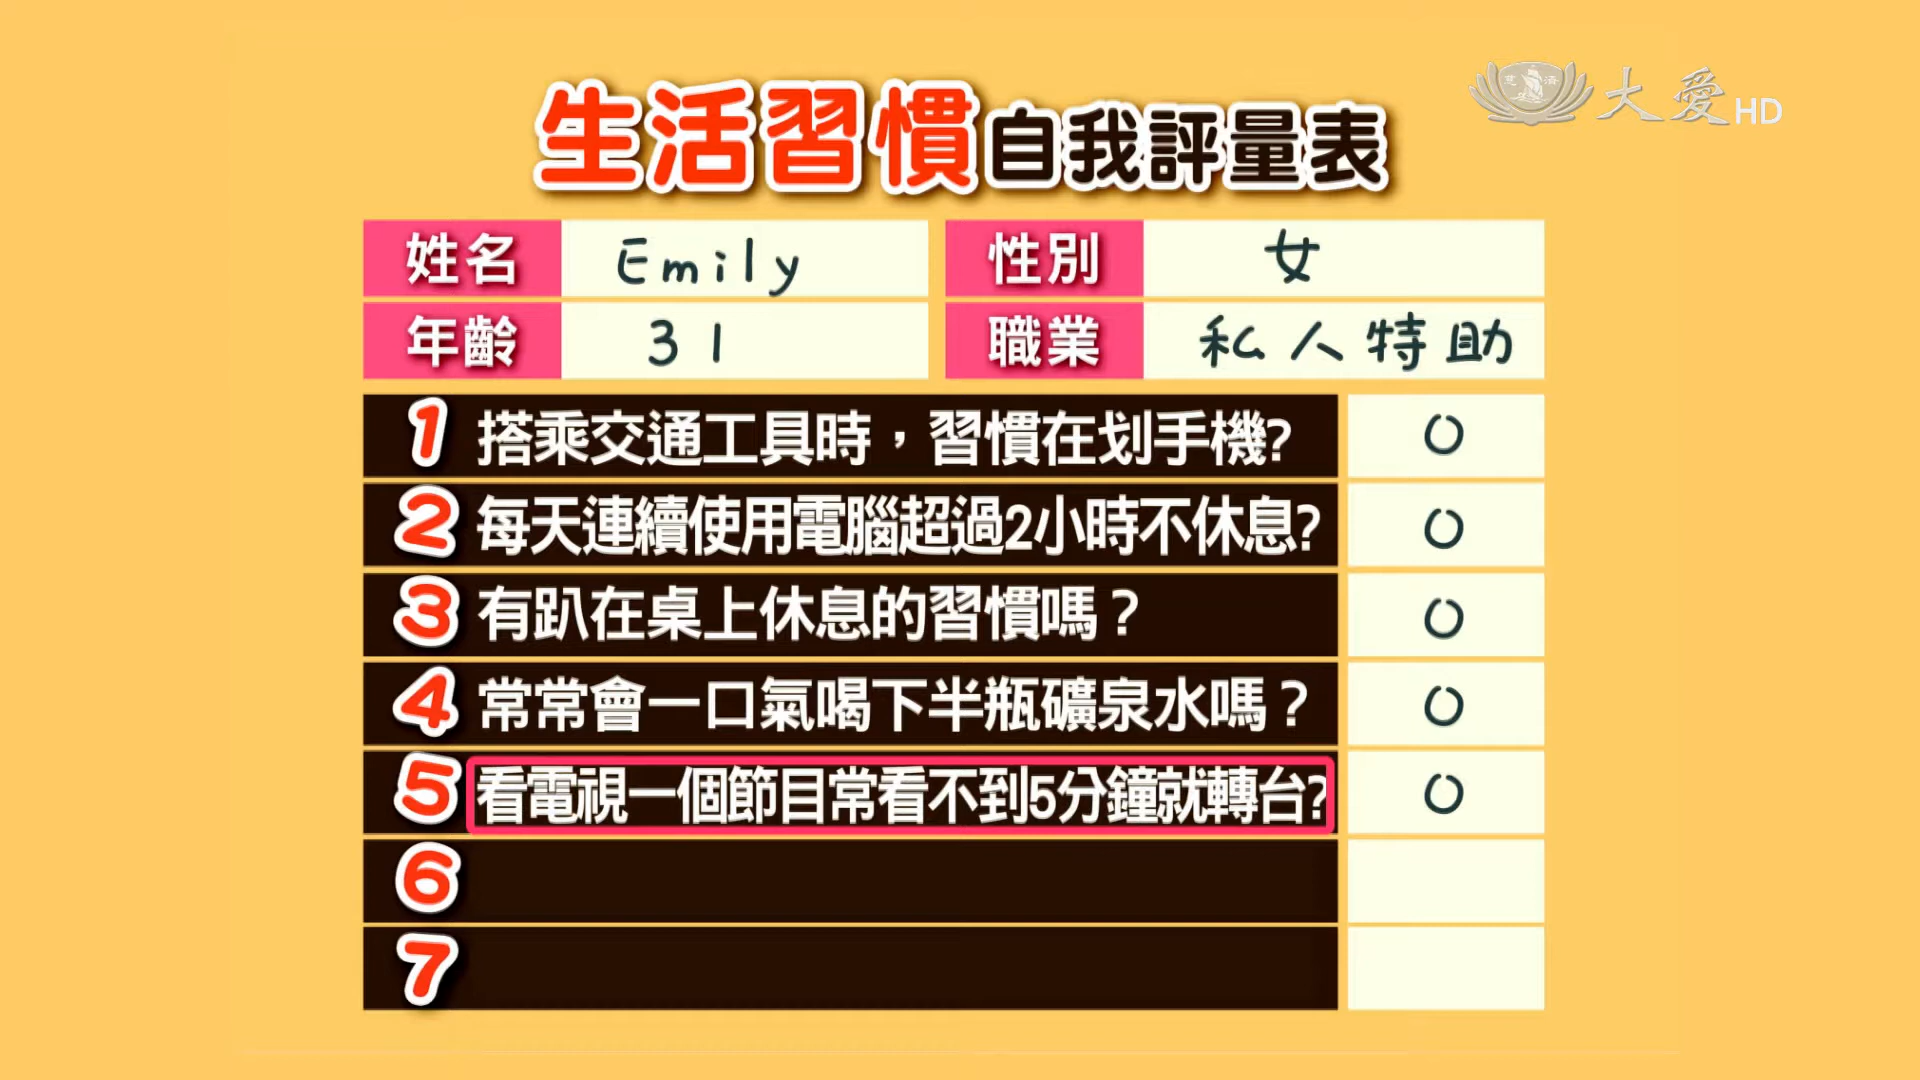 生活習慣自我評量表
大愛HD
姓名 Emily 性別 女
年齡 31 職業 私人特助
1 搭乘交通工具時，習慣在划手機? O
2 每天連續使用電腦超過2小時不休息? O
3 有趴在桌上休息的習慣嗎？ O
4 常常會一口氣喝下半瓶礦泉水嗎？ O
5 看電視一個節目常看不到5分鐘就轉台? O
6
7